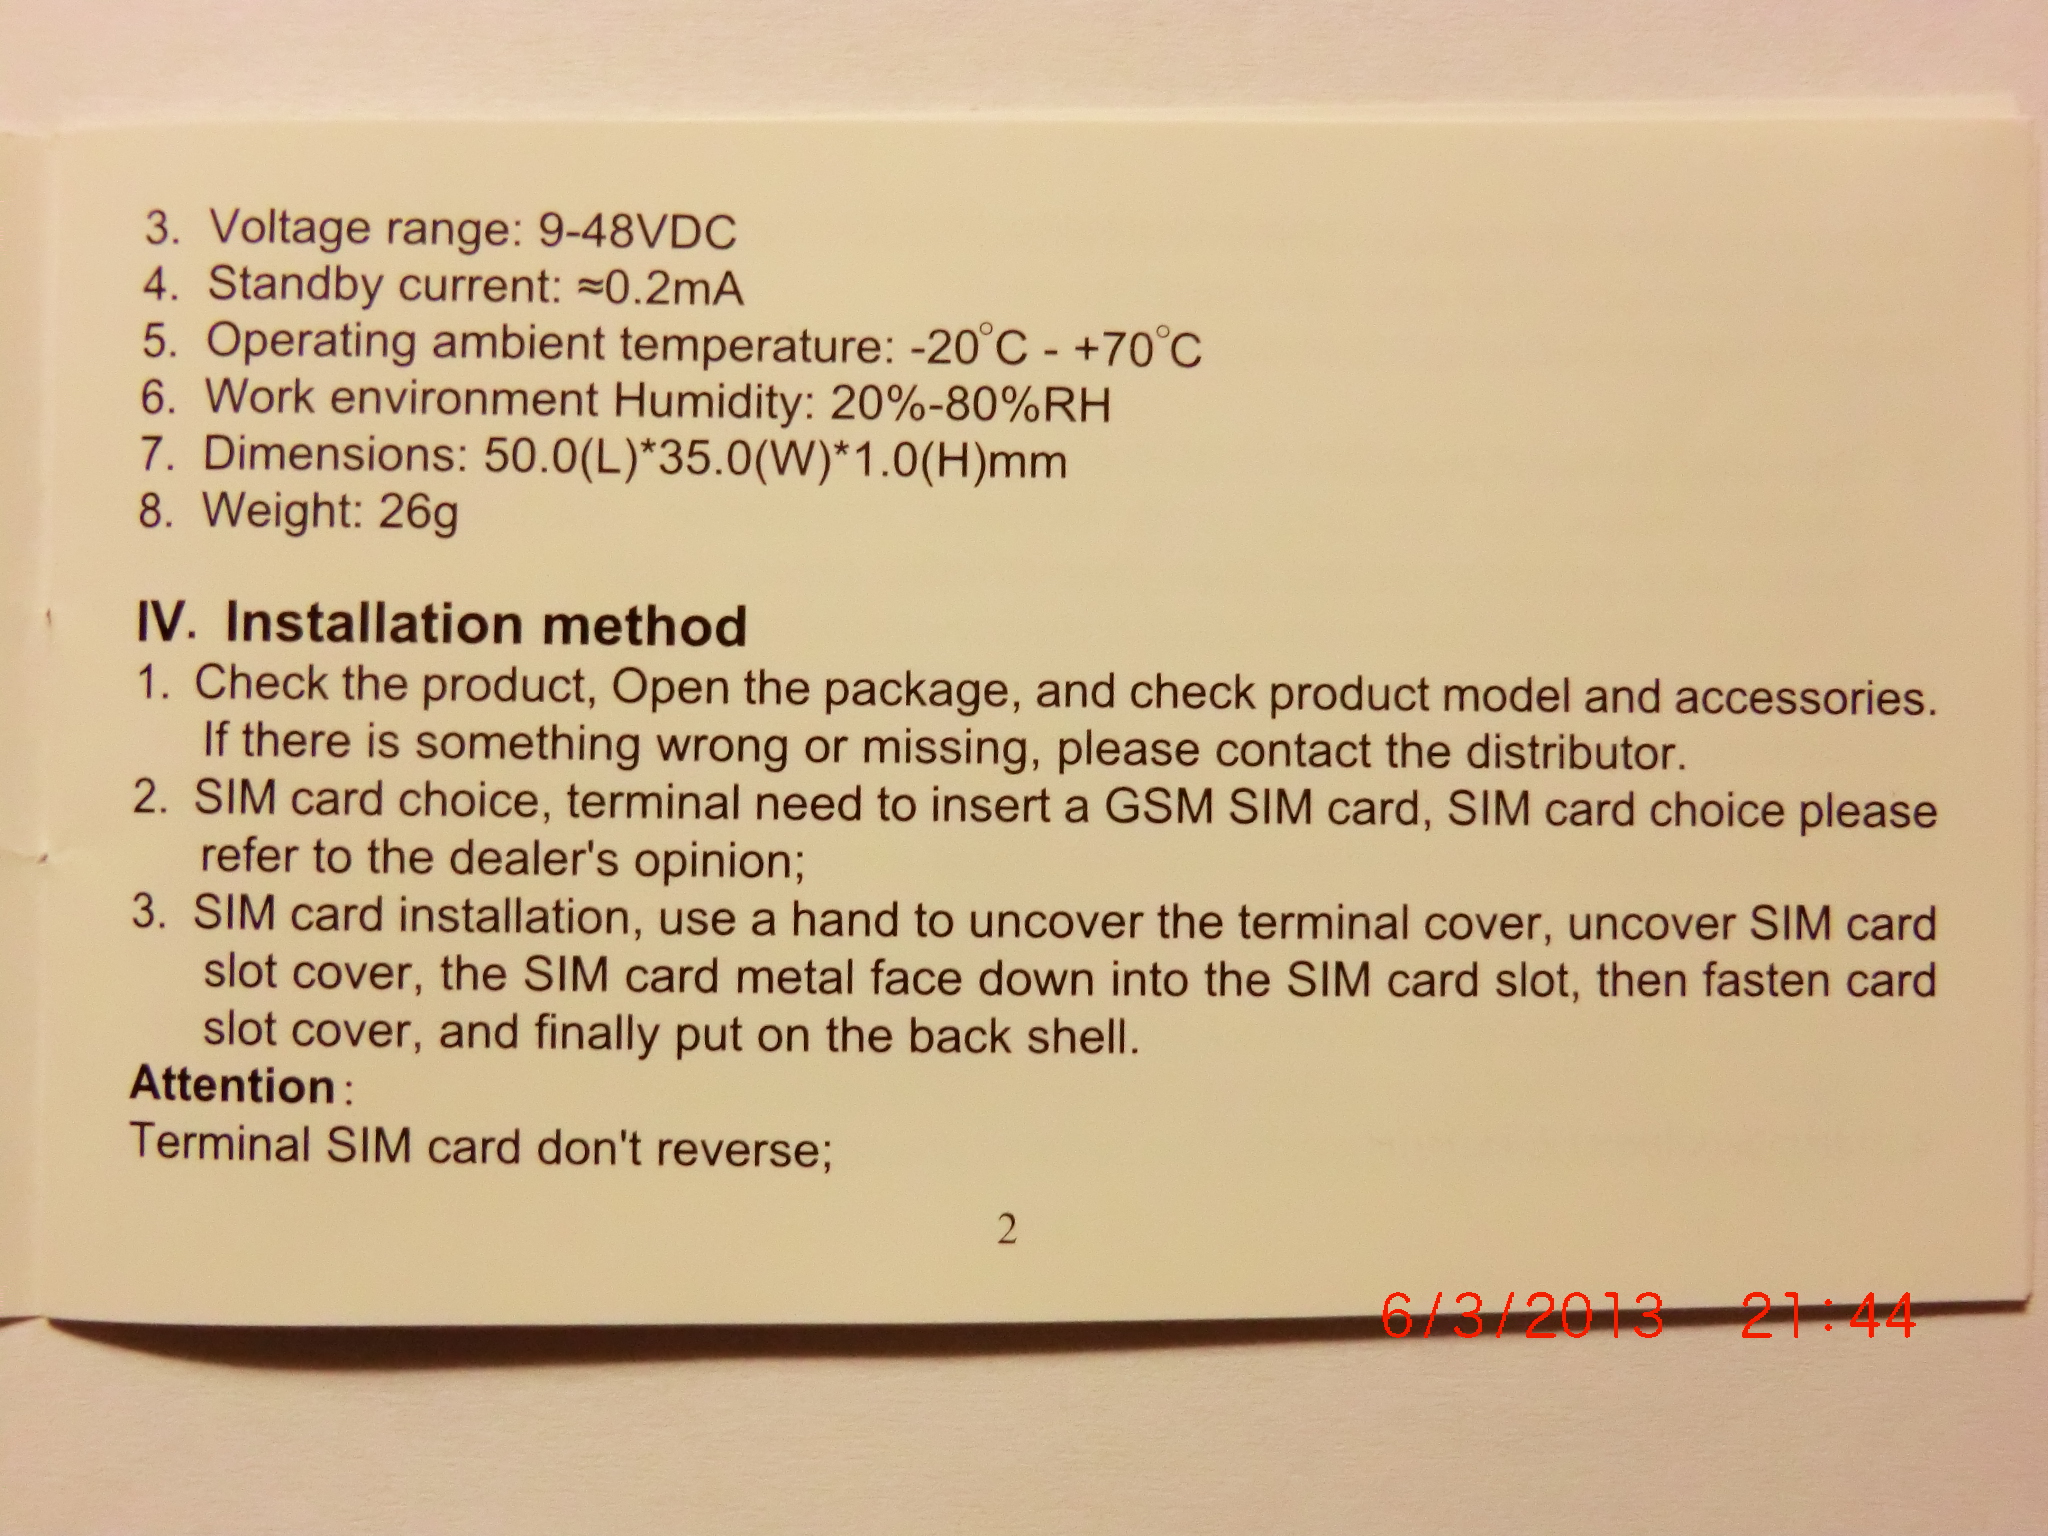 3. Voltage range: 9-48VDC
4. Standby current: ≈0.2mA
5. Operating ambient temperature: -20°C - +70°C
6. Work environment Humidity: 20%-80%RH
7. Dimensions: 50.0(L)*35.0(W)*1.0(H)mm
8. Weight: 26g
IV. Installation method
1. Check the product, Open the package, and check product model and accessories.
If there is something wrong or missing, please contact the distributor.
2. SIM card choice, terminal need to insert a GSM SIM card, SIM card choice please
refer to the dealer's opinion;
3. SIM card installation, use a hand to uncover the terminal cover, uncover SIM card
slot cover, the SIM card metal face down into the SIM card slot, then fasten card
slot cover, and finally put on the back shell.
Attention:
Terminal SIM card don't reverse;
2
6/3/2013 21:44